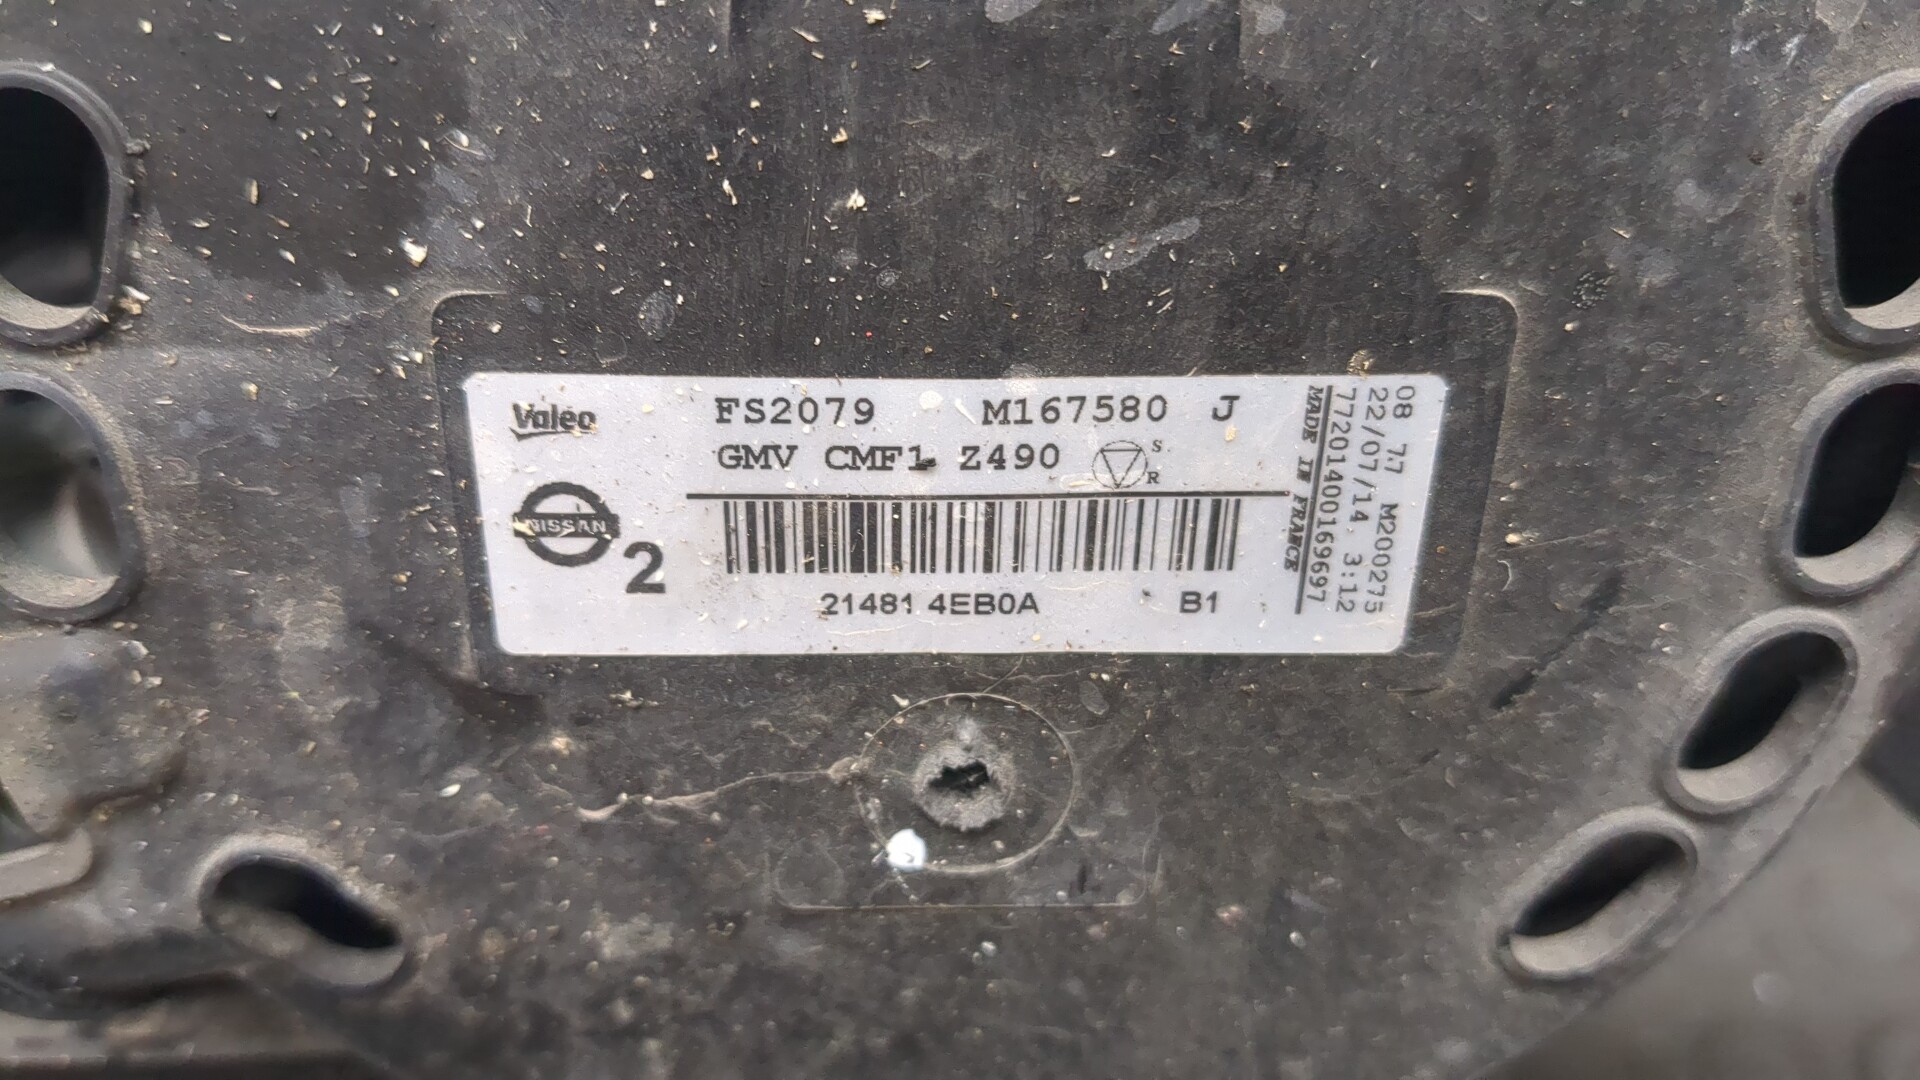 Valeo
FS2079 M167580 J
GMV CMF1 Z490
S
R
NISSAN
2
21481 4EB0A B1
MADE IN FRANCE
08 7.7 M200275
22/07/14 3:12
77201400169697